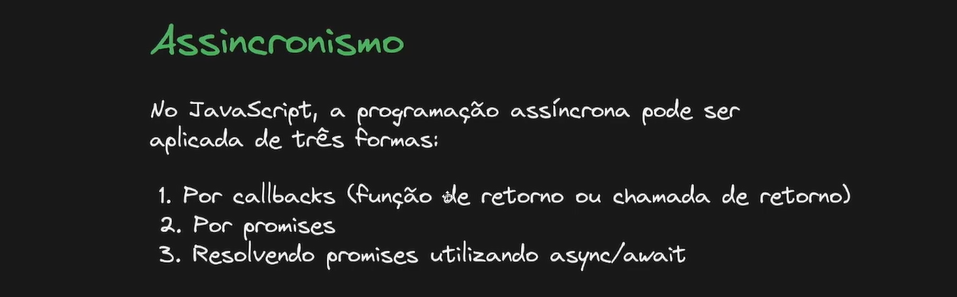 Assincronismo
No JavaScript, a programação assíncrona pode ser
aplicada de três formas:
1. Por callbacks (função de retorno ou chamada de retorno)
2. Por promises
3. Resolvendo promises utilizando async/await